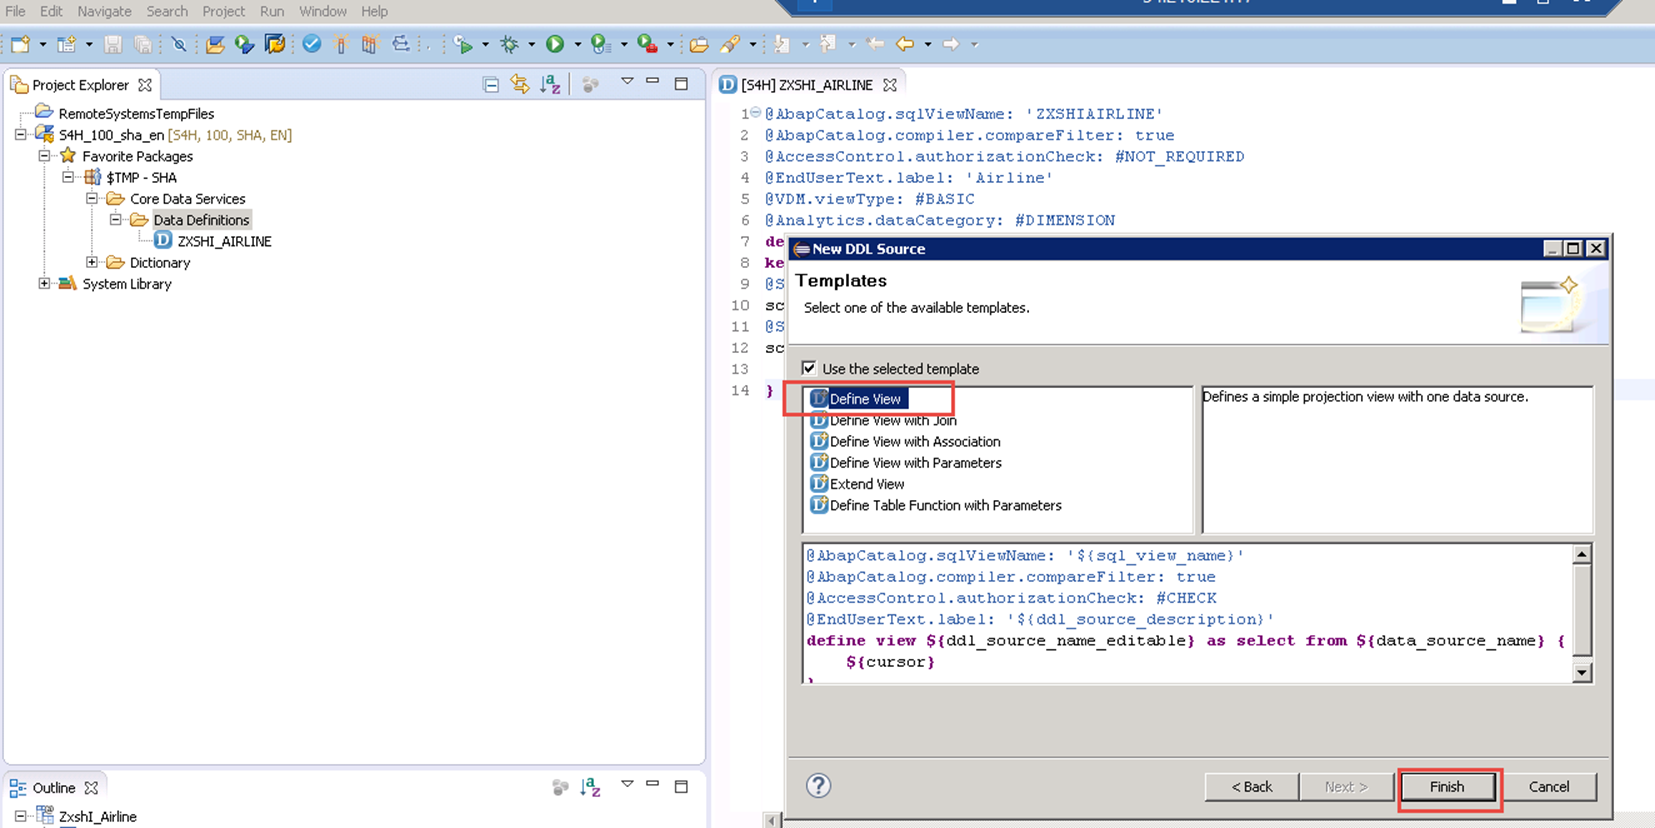 File Edit Navigate Search Project Run Window Help
Project Explorer
RemoteSystemsTempFiles
S4H_100_sha_en [S4H, 100, SHA, EN]
Favorite Packages
$TMP - SHA
Core Data Services
Data Definitions
ZXSHI_AIRLINE
Dictionary
System Library
Outline
ZxshI_Airline
[S4H] ZXSHI_AIRLINE
1 @AbapCatalog.sqlViewName: 'ZXSHIAIRLINE'
2 @AbapCatalog.compiler.compareFilter: true
3 @AccessControl.authorizationCheck: #NOT_REQUIRED
4 @EndUserText.label: 'Airline'
5 @VDM.viewType: #BASIC
6 @Analytics.dataCategory: #DIMENSION
7 de
8 ke
9 @S
10 sc
11 @S
12 sc
13
14 }
New DDL Source
Templates
Select one of the available templates.
Use the selected template
Define View
Define View with Join
Define View with Association
Define View with Parameters
Extend View
Define Table Function with Parameters
Defines a simple projection view with one data source.
@AbapCatalog.sqlViewName: '${sql_view_name}'
@AbapCatalog.compiler.compareFilter: true
@AccessControl.authorizationCheck: #CHECK
@EndUserText.label: '${ddl_source_description}'
define view ${ddl_source_name_editable} as select from ${data_source_name} {
${cursor}
< Back Next > Finish Cancel